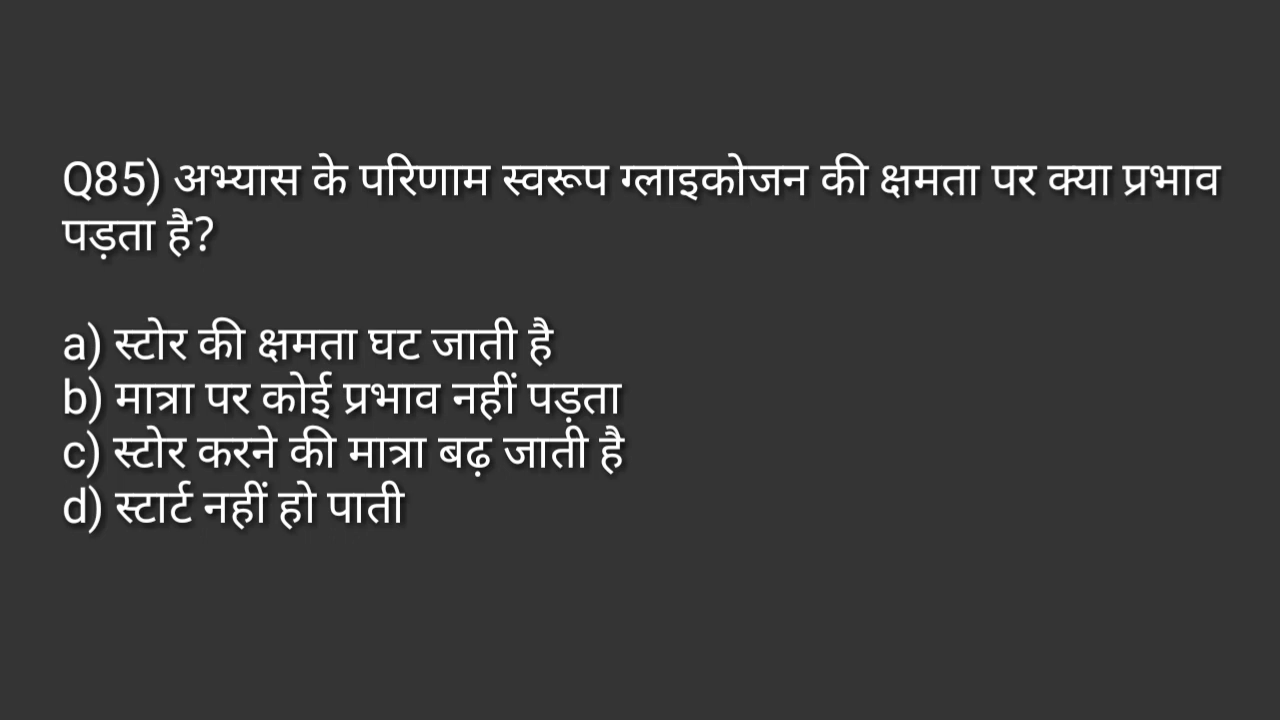 Q85) अभ्यास के परिणाम स्वरूप ग्लाइकोजन की क्षमता पर क्या प्रभाव
पड़ता है?
a) स्टोर की क्षमता घट जाती है
b) मात्रा पर कोई प्रभाव नहीं पड़ता
c) स्टोर करने की मात्रा बढ़ जाती है
d) स्टार्ट नहीं हो पाती